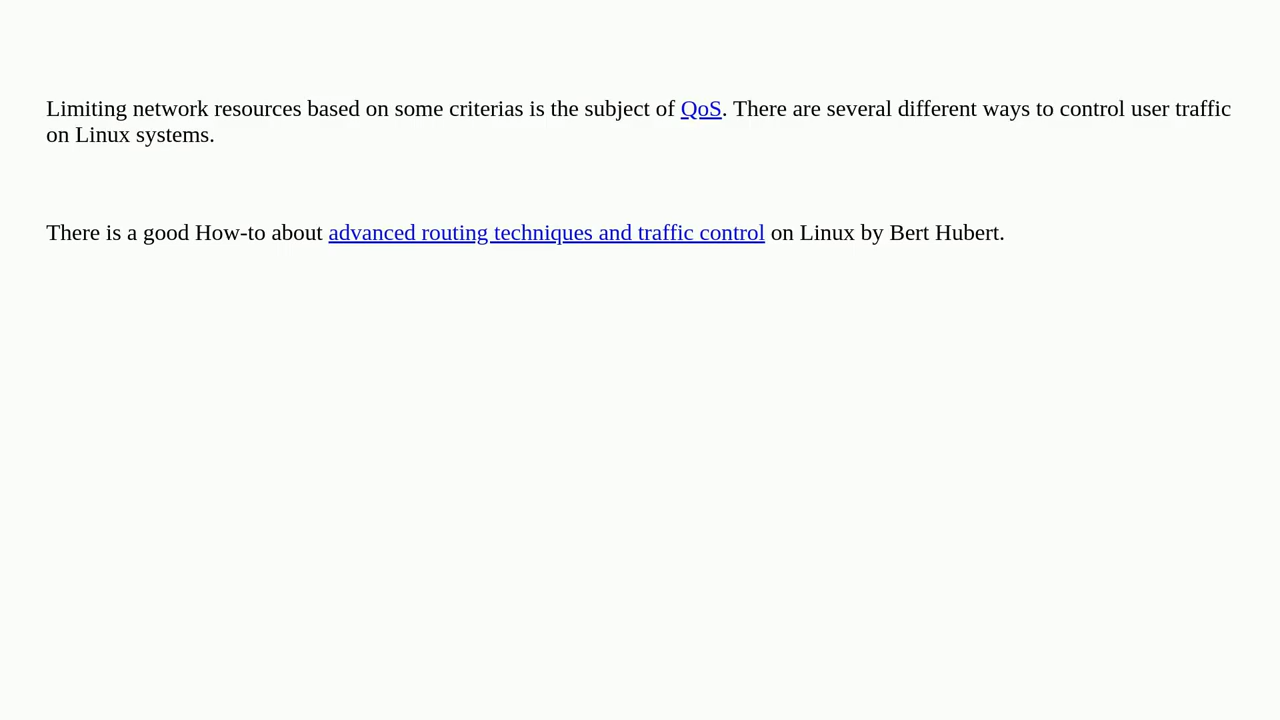 Limiting network resources based on some criterias is the subject of QoS. There are several different ways to control user traffic
on Linux systems.
There is a good How-to about advanced routing techniques and traffic control on Linux by Bert Hubert.